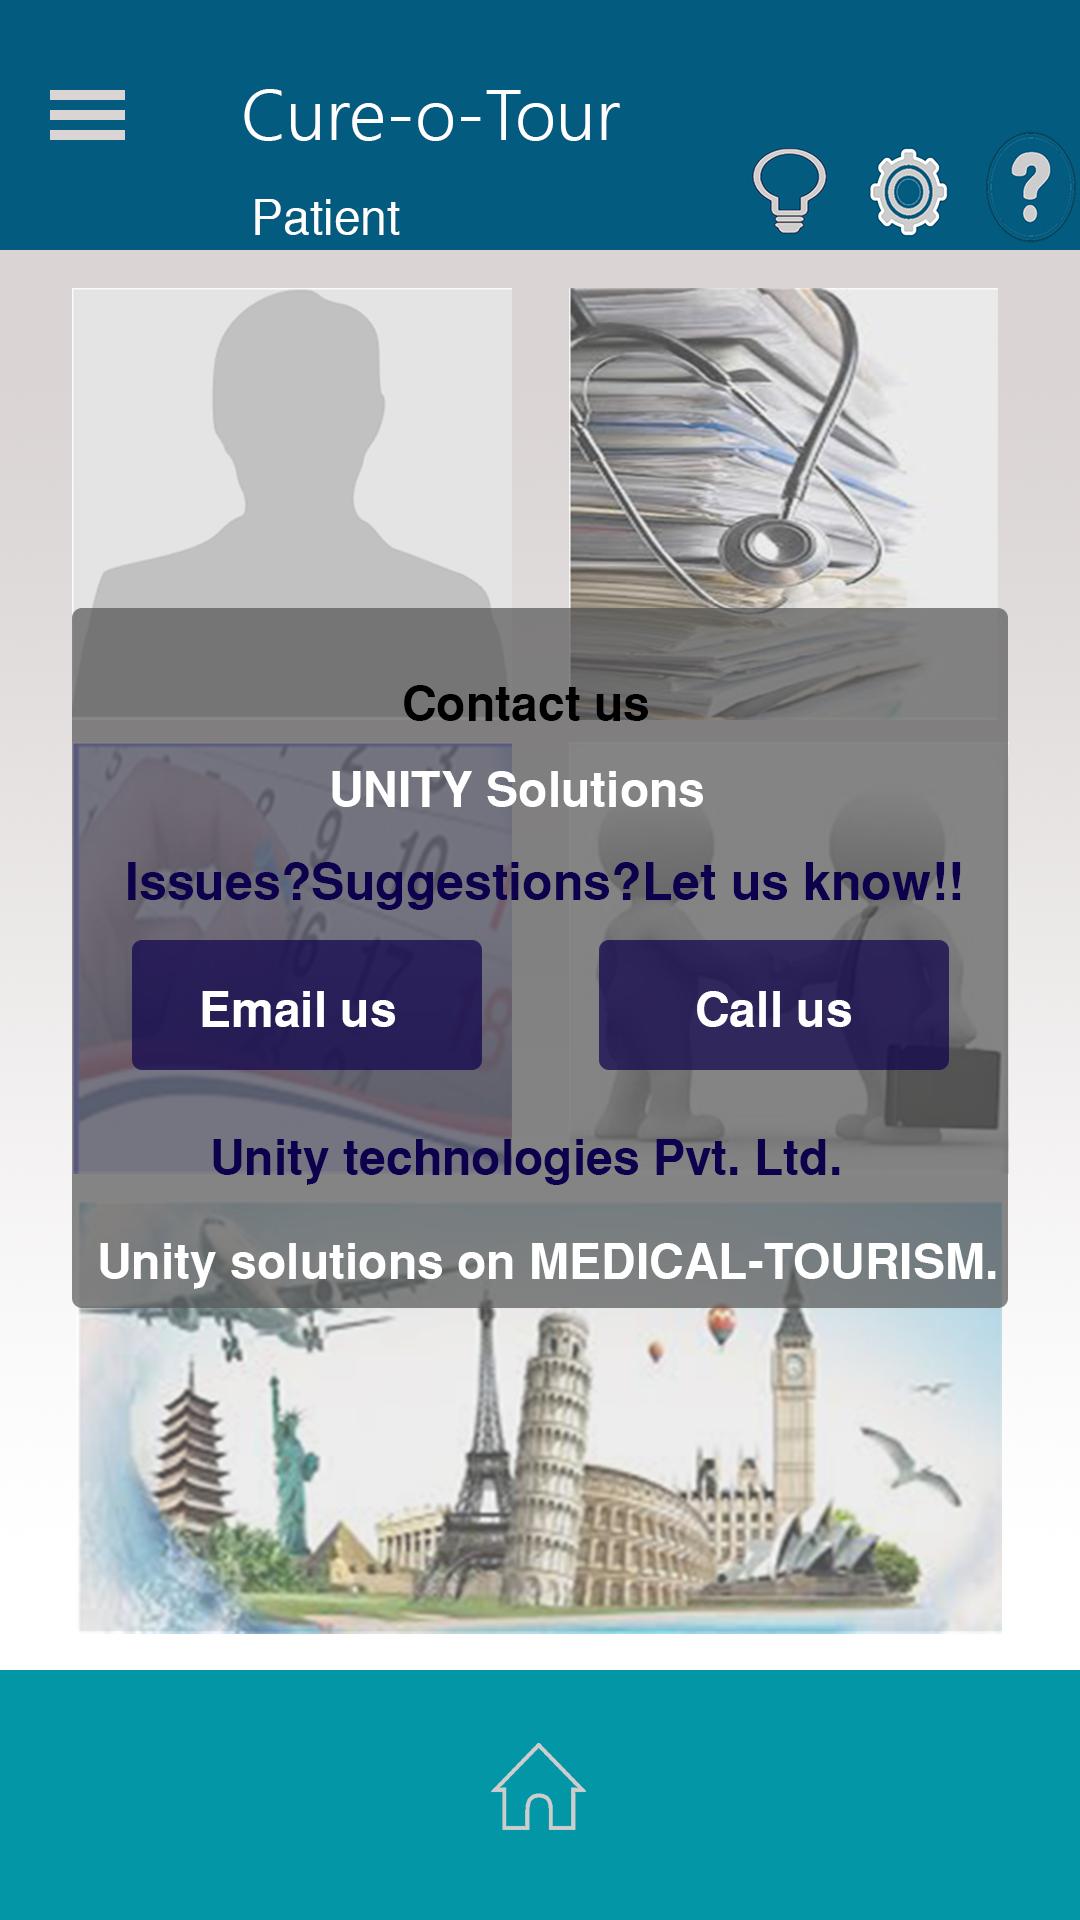 Cure-o-Tour
Patient
Contact us
UNITY Solutions
Issues?Suggestions?Let us know!!
Email us
Call us
Unity technologies Pvt. Ltd.
Unity solutions on MEDICAL-TOURISM.